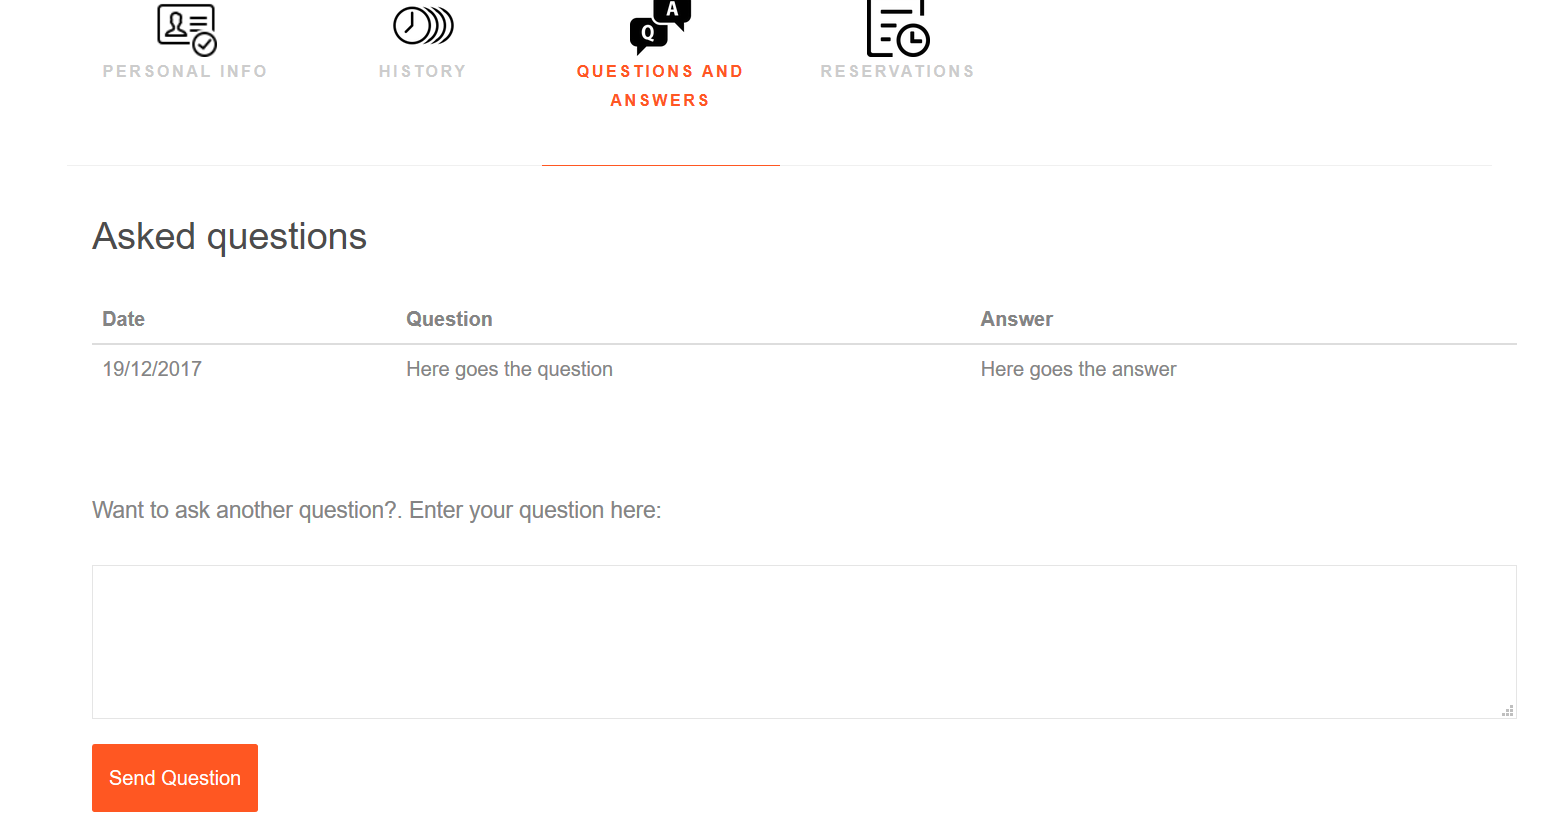 A
Q
PERSONAL INFO
HISTORY
QUESTIONS AND
ANSWERS
RESERVATIONS
Asked questions
Date Question Answer
19/12/2017 Here goes the question Here goes the answer
Want to ask another question?. Enter your question here:
Send Question